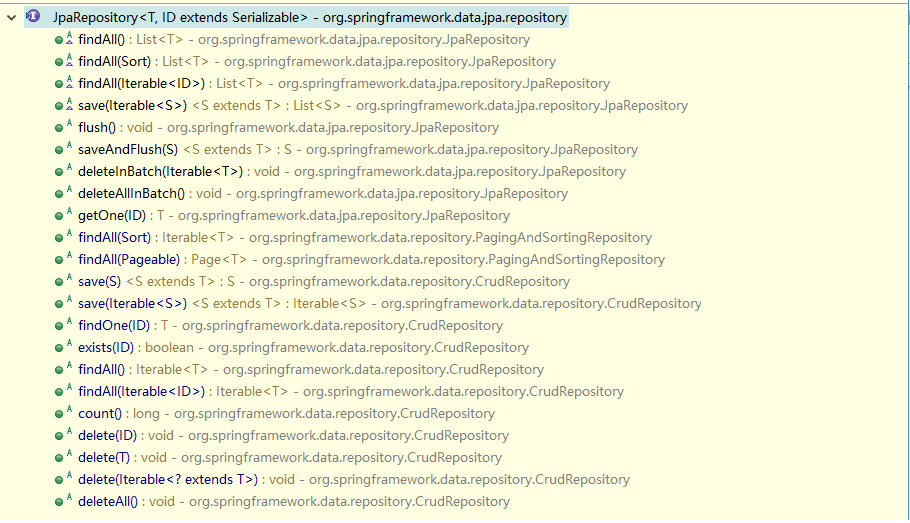 JpaRepository<T, ID extends Serializable> - org.springframework.data.jpa.repository
findAll() : List<T> - org.springframework.data.jpa.repository.JpaRepository
findAll(Sort) : List<T> - org.springframework.data.jpa.repository.JpaRepository
findAll(Iterable<ID>) : List<T> - org.springframework.data.jpa.repository.JpaRepository
save(Iterable<S>) <S extends T> : List<S> - org.springframework.data.jpa.repository.JpaRepository
flush() : void - org.springframework.data.jpa.repository.JpaRepository
saveAndFlush(S) <S extends T> : S - org.springframework.data.jpa.repository.JpaRepository
deleteInBatch(Iterable<T>) : void - org.springframework.data.jpa.repository.JpaRepository
deleteAllInBatch() : void - org.springframework.data.jpa.repository.JpaRepository
getOne(ID) : T - org.springframework.data.jpa.repository.JpaRepository
findAll(Sort) : Iterable<T> - org.springframework.data.repository.PagingAndSortingRepository
findAll(Pageable) : Page<T> - org.springframework.data.repository.PagingAndSortingRepository
save(S) <S extends T> : S - org.springframework.data.repository.CrudRepository
save(Iterable<S>) <S extends T> : Iterable<S> - org.springframework.data.repository.CrudRepository
findOne(ID) : T - org.springframework.data.repository.CrudRepository
exists(ID) : boolean - org.springframework.data.repository.CrudRepository
findAll() : Iterable<T> - org.springframework.data.repository.CrudRepository
findAll(Iterable<ID>) : Iterable<T> - org.springframework.data.repository.CrudRepository
count() : long - org.springframework.data.repository.CrudRepository
delete(ID) : void - org.springframework.data.repository.CrudRepository
delete(T) : void - org.springframework.data.repository.CrudRepository
delete(Iterable<? extends T>) : void - org.springframework.data.repository.CrudRepository
deleteAll() : void - org.springframework.data.repository.CrudRepository